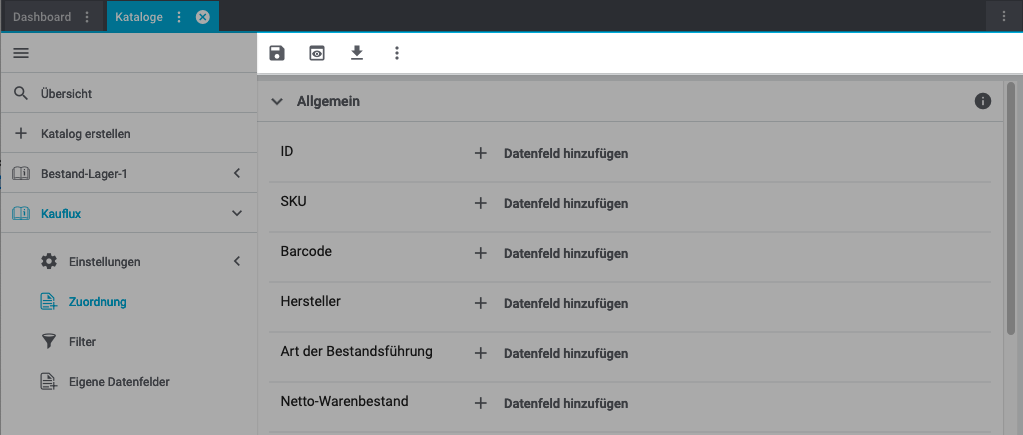 Dashboard
Kataloge
Übersicht
Katalog erstellen
Bestand-Lager-1
Kauflux
Einstellungen
Zuordnung
Filter
Eigene Datenfelder
Allgemein
ID Datenfeld hinzufügen
SKU Datenfeld hinzufügen
Barcode Datenfeld hinzufügen
Hersteller Datenfeld hinzufügen
Art der Bestandsführung Datenfeld hinzufügen
Netto-Warenbestand Datenfeld hinzufügen